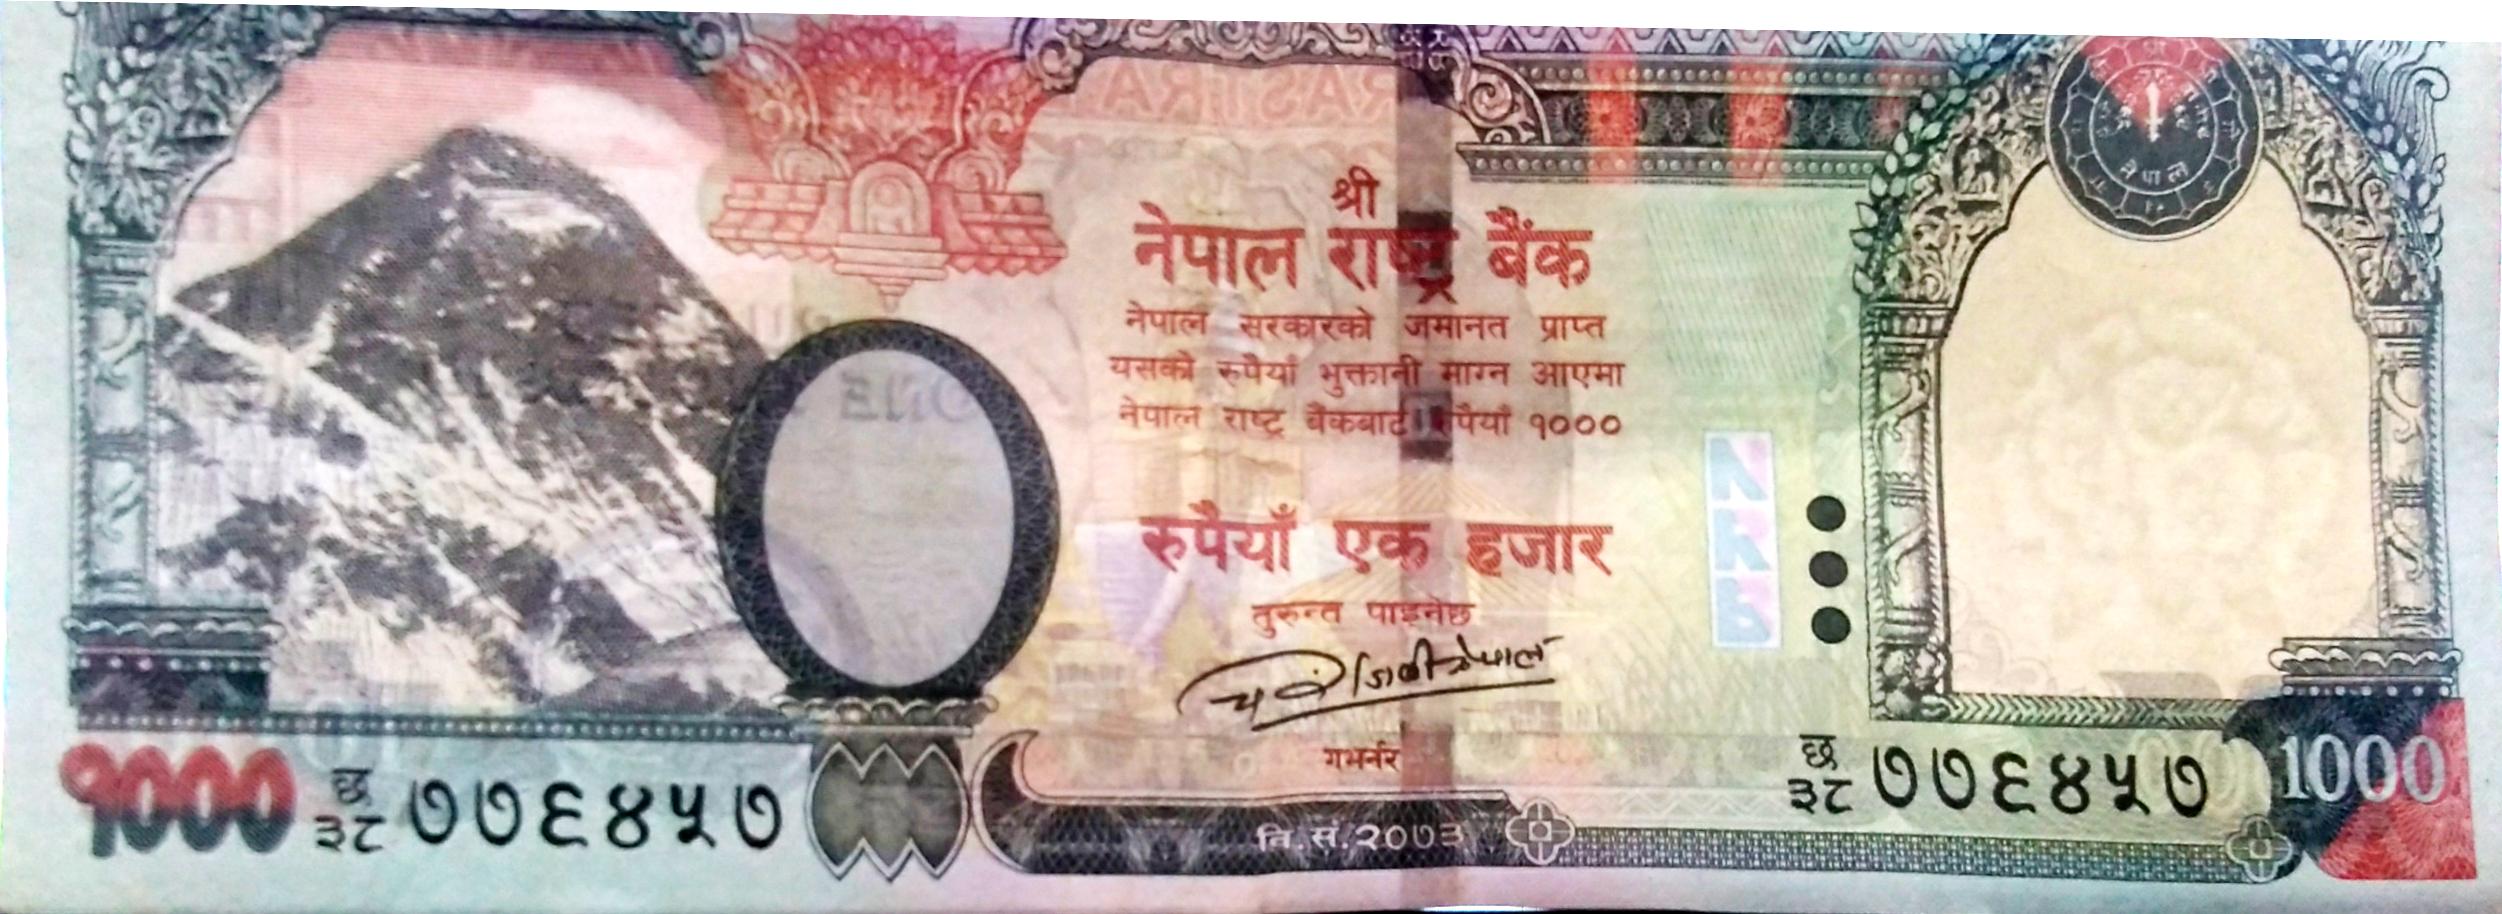 श्री
नेपाल राष्ट्र बैंक
नेपाल सरकारको जमानत प्राप्त
यसको रुपैयाँ भुक्तानी माग्न आएमा
नेपाल राष्ट्र बैंकबाट रुपैयाँ १०००
रुपैयाँ एक हजार
तुरुन्त पाइनेछ
गभर्नर
NRB
नेपाल
१००० छ ३८ ७७६४५७
छ ३८ ७७६४५७ 1000
वि.सं.२०७३